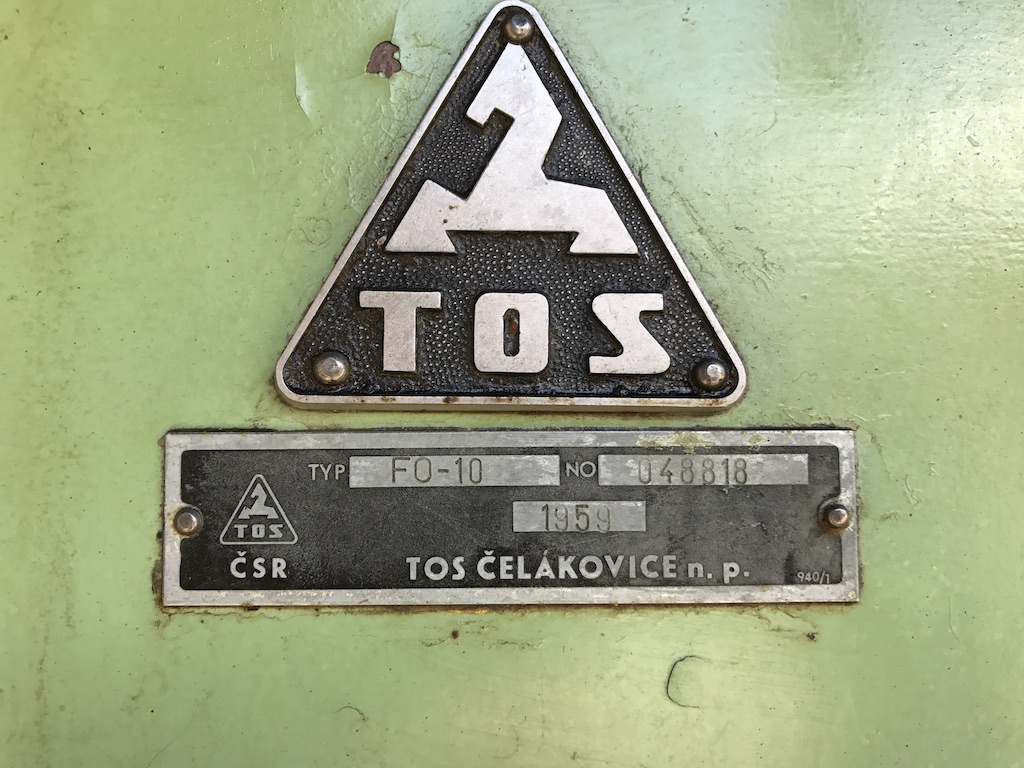 TOS
TYP FO-10 NO 048818
1959
TOS
ČSR TOS ČELÁKOVICE n. p. 940/1